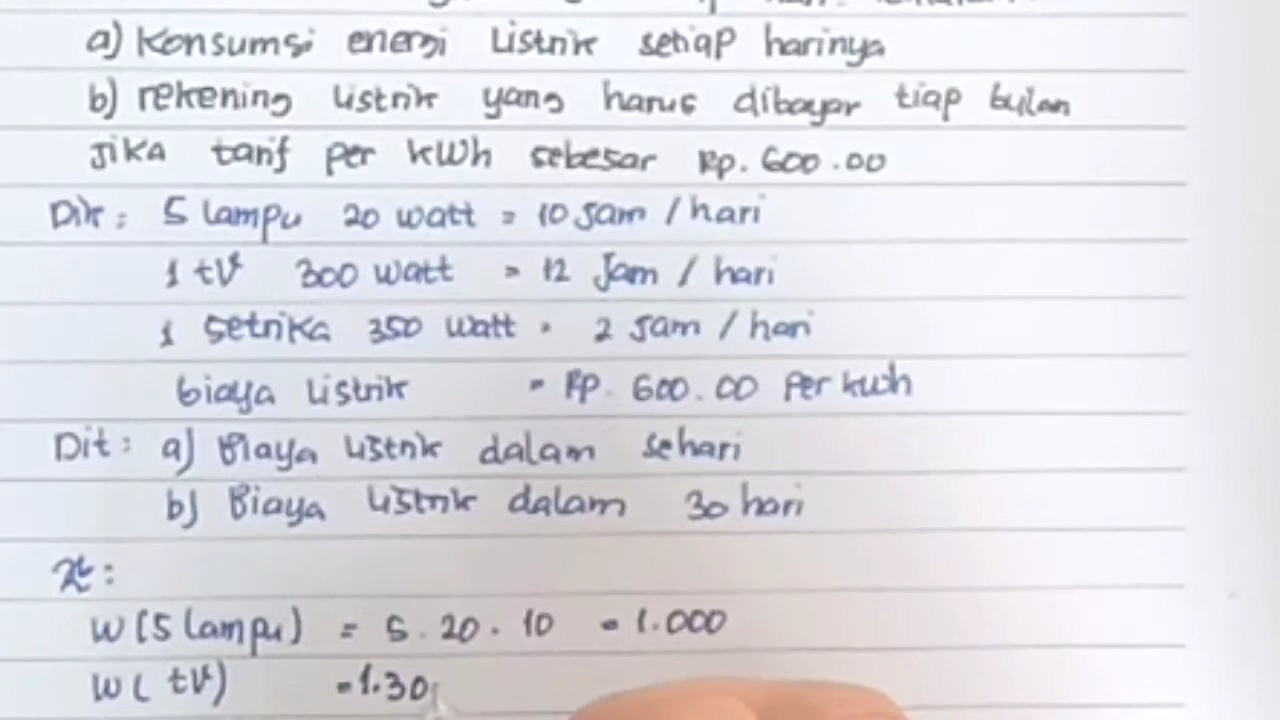 a) Konsumsi energi Listrik setiap harinya
b) rekening listrik yang harus dibayar tiap bulan
Jika tarif per kWh sebesar Rp. 600.00
Dik: 5 lampu 20 watt = 10 Jam / hari
1 tV 300 watt = 12 Jam / hari
1 Setrika 350 watt = 2 Jam / hari
biaya listrik = Rp. 600.00 Per kwh
Dit: a) Biaya listrik dalam sehari
b) Biaya listrik dalam 30 hari
W (5 lampu) = 5 . 20 . 10 = 1.000
W ( tV) = 1.30